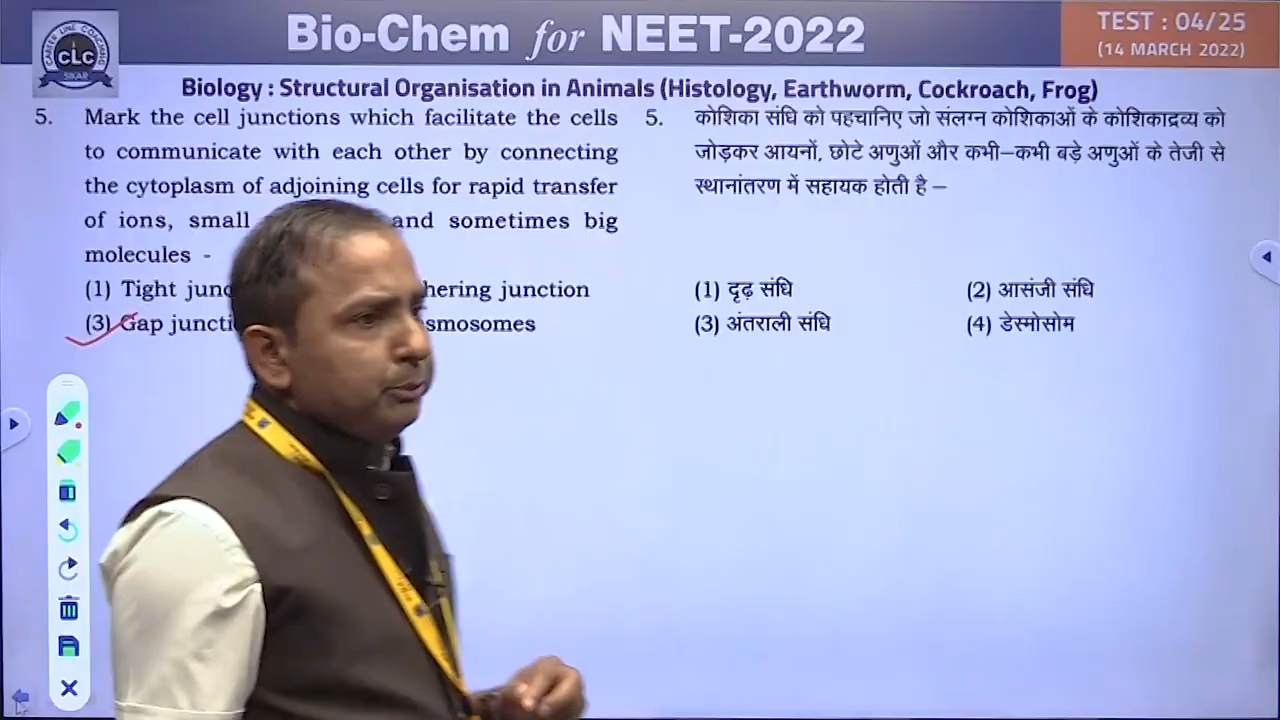 Bio-Chem for NEET-2022
TEST : 04/25
(14 MARCH 2022)
CAREER LINE COACHING
CLC
SIKAR
Biology : Structural Organisation in Animals (Histology, Earthworm, Cockroach, Frog)
5. Mark the cell junctions which facilitate the cells
to communicate with each other by connecting
the cytoplasm of adjoining cells for rapid transfer
of ions, small and sometimes big
molecules -
(1) Tight
hering junction
(3) Gap
smosomes
5. कोशिका संधि को पहचानिए जो संलग्न कोशिकाओं के कोशिकाद्रव्य को
जोड़कर आयनों, छोटे अणुओं और कभी–कभी बड़े अणुओं के तेजी से
स्थानांतरण में सहायक होती है –
(1) दृढ़ संधि (2) आसंजी संधि
(3) अंतराली संधि (4) डेस्मोसोम